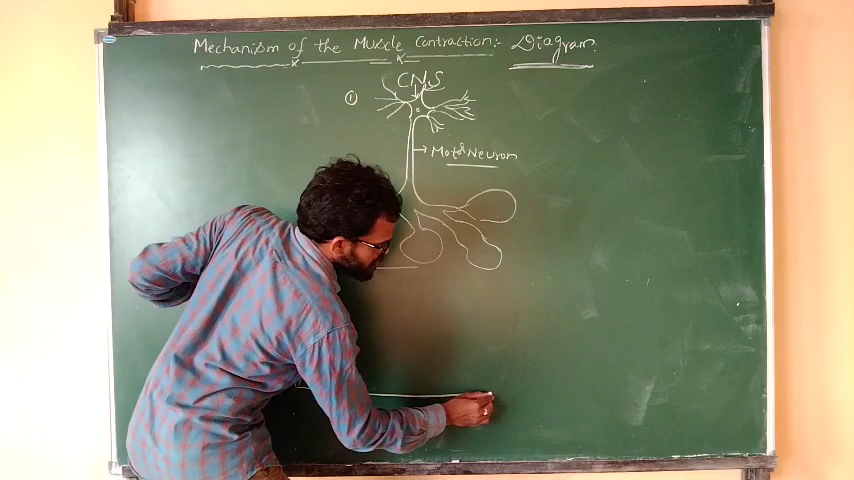 Mechanism of the Muscle Contraction:- Diagram.
CNS
①
Motor Neuron